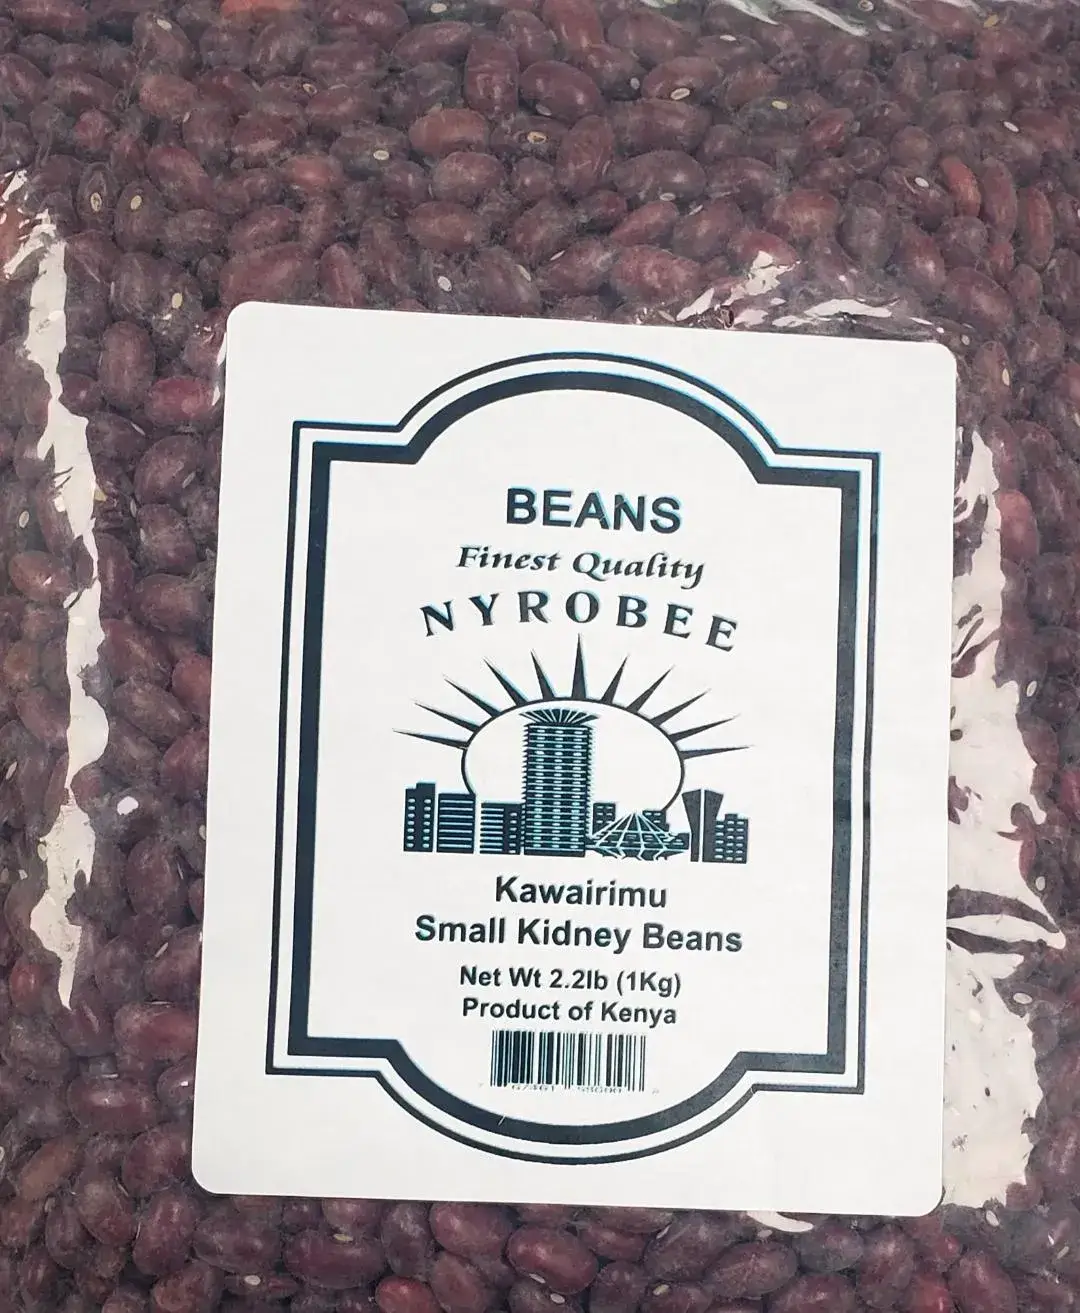 BEANS
Finest Quality
NYROBEE
Kawairimu
Small Kidney Beans
Net Wt 2.2lb (1Kg)
Product of Kenya